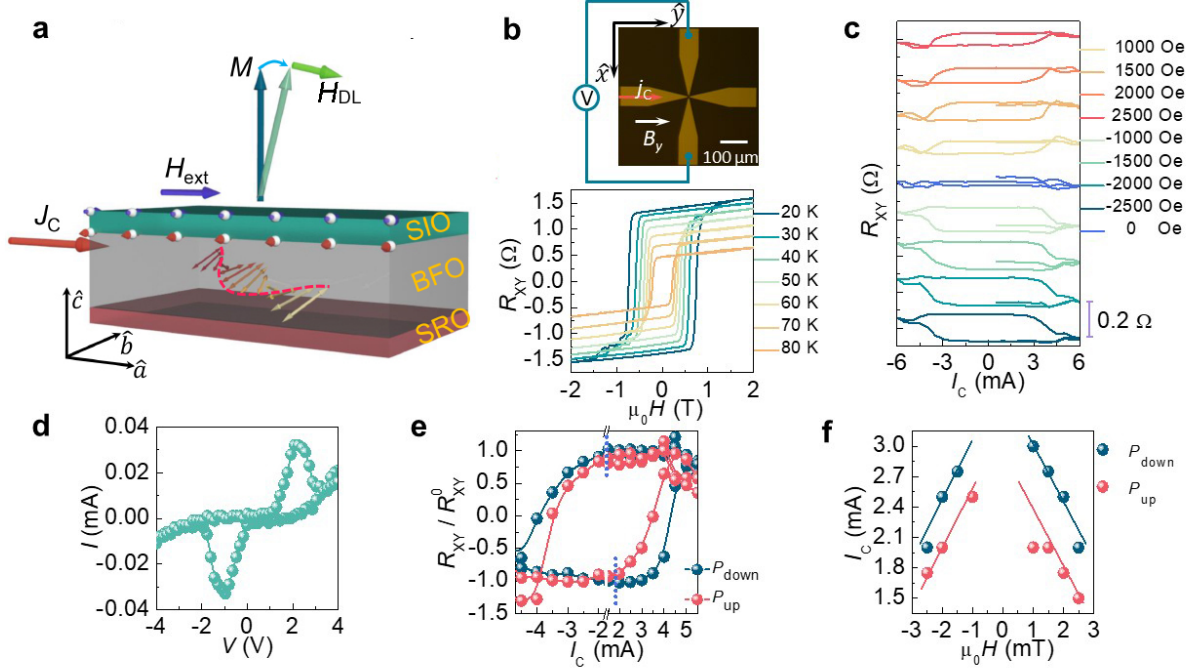 a
M
H_DL
H_ext
J_C
SIO
BFO
SRO
ĉ
b̂
â
b
ŷ
x̂
V
j_C
B_y
100 μm
R_XY (Ω)
1.5
1.0
0.5
0.0
-0.5
-1.0
-1.5
-2 -1 0 1 2
μ₀H (T)
20 K
30 K
40 K
50 K
60 K
70 K
80 K
c
R_XY (Ω)
-6 -3 0 3 6
I_C (mA)
1000 Oe
1500 Oe
2000 Oe
2500 Oe
-1000 Oe
-1500 Oe
-2000 Oe
-2500 Oe
0 Oe
0.2 Ω
d
I (mA)
0.04
0.02
0.00
-0.02
-0.04
-4 -2 0 2 4
V (V)
e
R_XY / R⁰_XY
1.0
0.5
0.0
-0.5
-1.0
-1.5
-4 -3 -2 2 3 4 5
I_C (mA)
P_down
P_up
f
I_C (mA)
3.0
2.7
2.4
2.1
1.8
1.5
-3 -2 -1 0 1 2 3
μ₀H (mT)
P_down
P_up